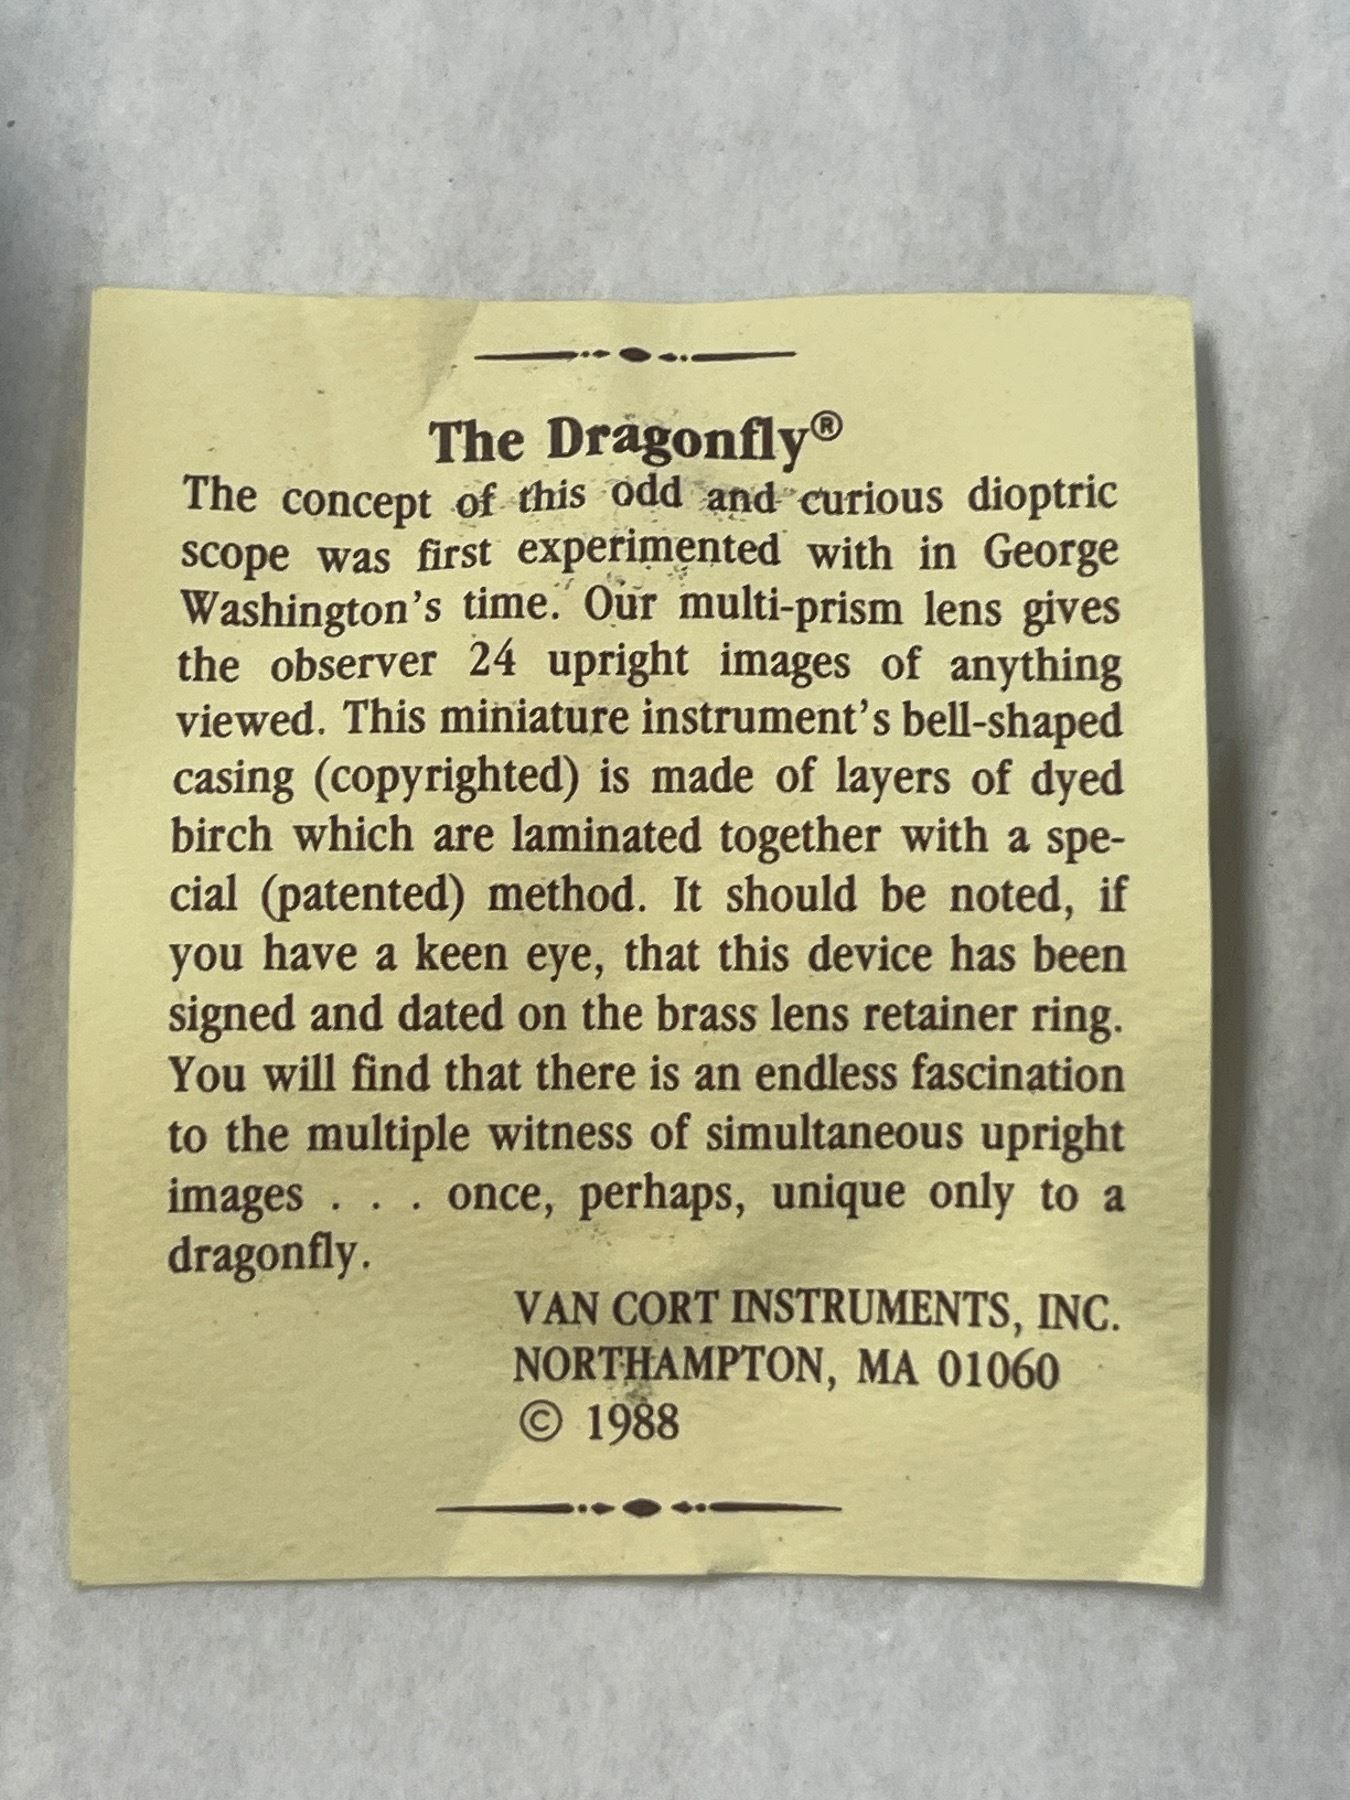 The Dragonfly®
The concept of this odd and curious dioptric
scope was first experimented with in George
Washington's time. Our multi-prism lens gives
the observer 24 upright images of anything
viewed. This miniature instrument's bell-shaped
casing (copyrighted) is made of layers of dyed
birch which are laminated together with a spe-
cial (patented) method. It should be noted, if
you have a keen eye, that this device has been
signed and dated on the brass lens retainer ring.
You will find that there is an endless fascination
to the multiple witness of simultaneous upright
images . . . once, perhaps, unique only to a
dragonfly.
VAN CORT INSTRUMENTS, INC.
NORTHAMPTON, MA 01060
© 1988